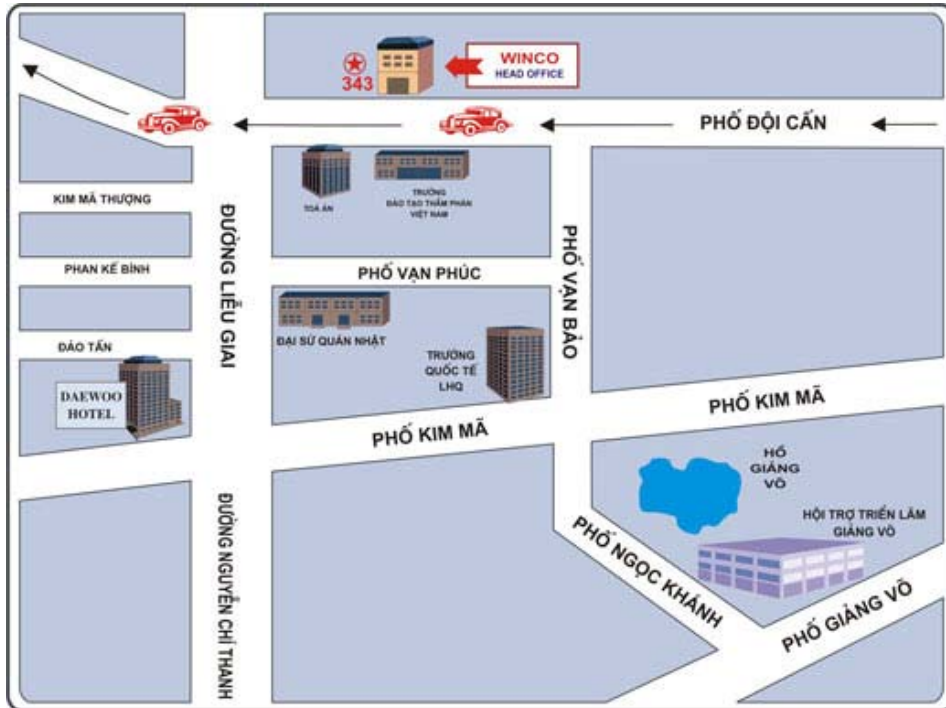 WINCO
HEAD OFFICE
343
PHỐ ĐỘI CẤN
TOÀ ÁN
TRƯỜNG
ĐÀO TẠO THẨM PHÁN
VIỆT NAM
KIM MÃ THƯỢNG
ĐƯỜNG LIỄU GIAI
PHỐ VẠN BẢO
PHAN KẾ BÍNH
PHỐ VẠN PHÚC
ĐẠI SỨ QUÁN NHẬT
ĐÀO TẤN
TRƯỜNG
QUỐC TẾ
LHQ
DAEWOO
HOTEL
PHỐ KIM MÃ
PHỐ KIM MÃ
HỒ
GIẢNG
VÕ
HỘI TRỢ TRIỂN LÃM
GIẢNG VÕ
ĐƯỜNG NGUYỄN CHÍ THANH
PHỐ NGỌC KHÁNH
PHỐ GIẢNG VÕ